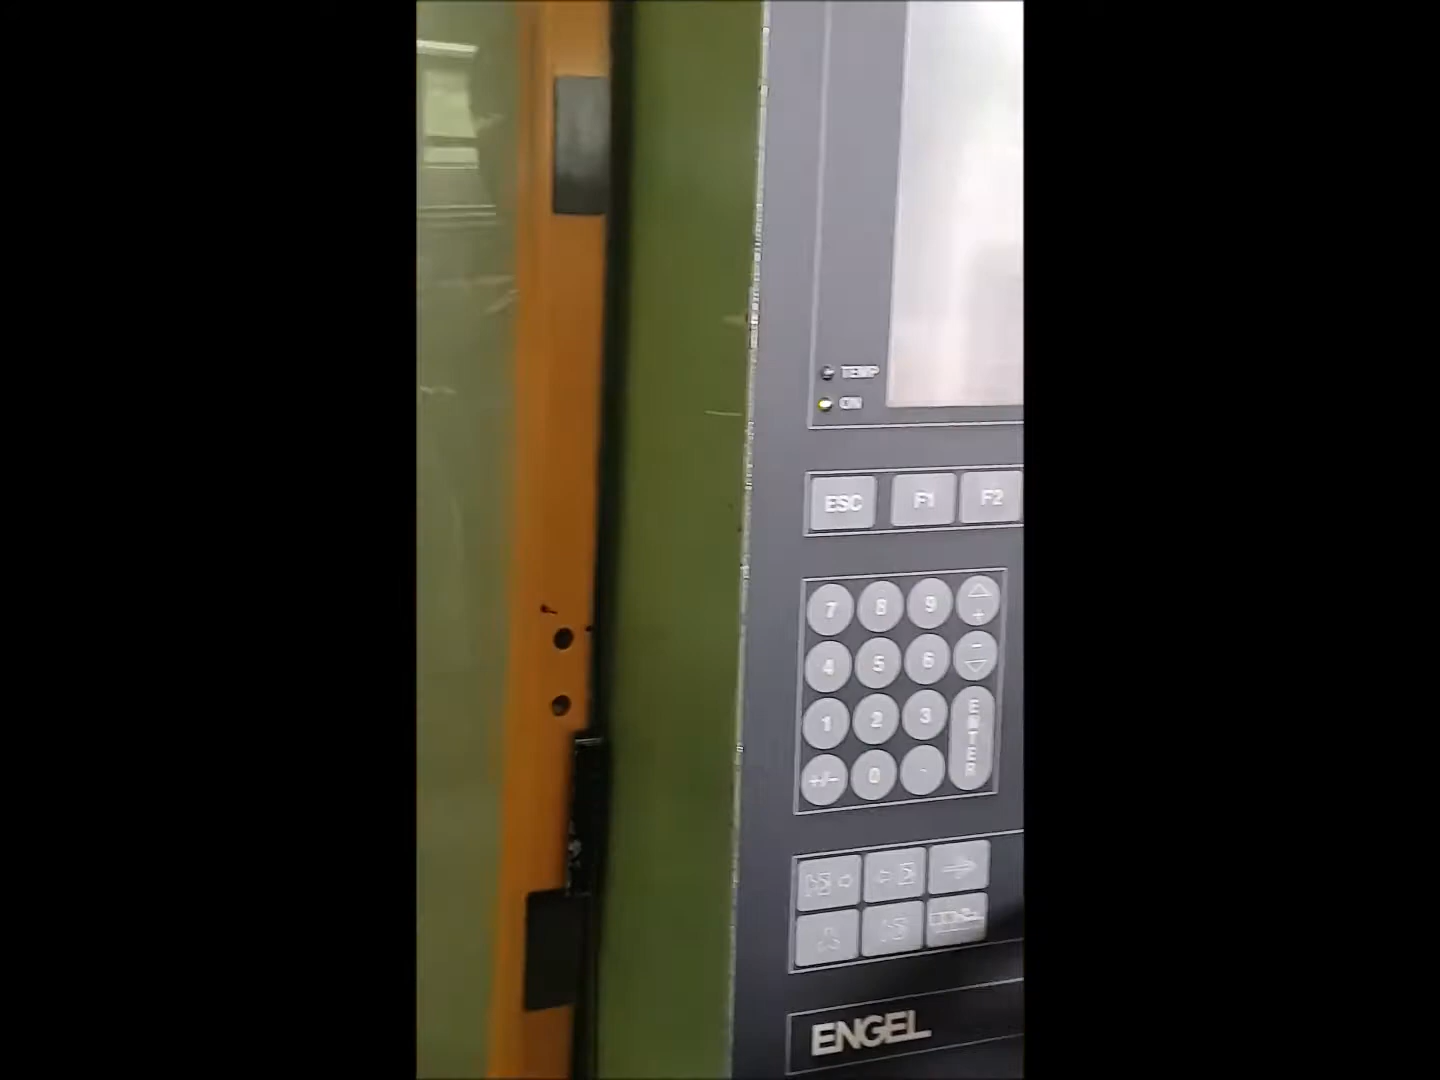 TEMP
ON
ESC F1 F2
7 8 9
+
4 5 6 -
1 2 3 ENTER
+/- 0 .
ENGEL